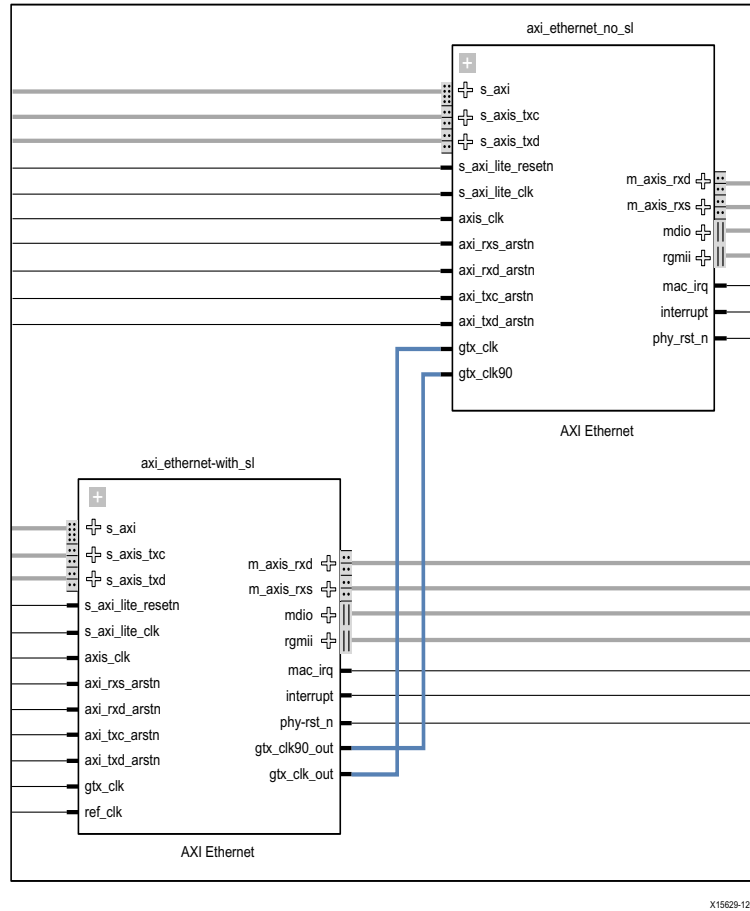 axi_ethernet_no_sl
s_axi
s_axis_txc
s_axis_txd
s_axi_lite_resetn
s_axi_lite_clk
axis_clk
axi_rxs_arstn
axi_rxd_arstn
axi_txc_arstn
axi_txd_arstn
gtx_clk
gtx_clk90
m_axis_rxd
m_axis_rxs
mdio
rgmii
mac_irq
interrupt
phy_rst_n
AXI Ethernet
axi_ethernet-with_sl
s_axi
s_axis_txc
s_axis_txd
s_axi_lite_resetn
s_axi_lite_clk
axis_clk
axi_rxs_arstn
axi_rxd_arstn
axi_txc_arstn
axi_txd_arstn
gtx_clk
ref_clk
m_axis_rxd
m_axis_rxs
mdio
rgmii
mac_irq
interrupt
phy-rst_n
gtx_clk90_out
gtx_clk_out
AXI Ethernet
X15629-12